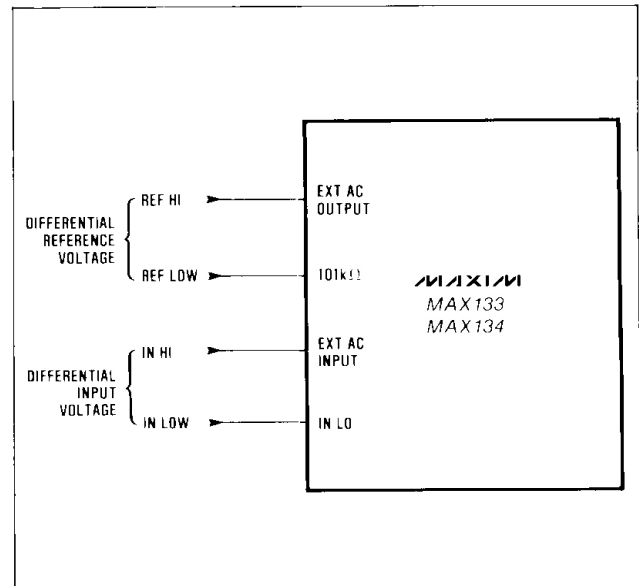 REF HI
DIFFERENTIAL
REFERENCE
VOLTAGE
REF LOW
IN HI
DIFFERENTIAL
INPUT
VOLTAGE
IN LOW
EXT AC
OUTPUT
101kΩ
EXT AC
INPUT
IN LO
MAXIM
MAX133
MAX134